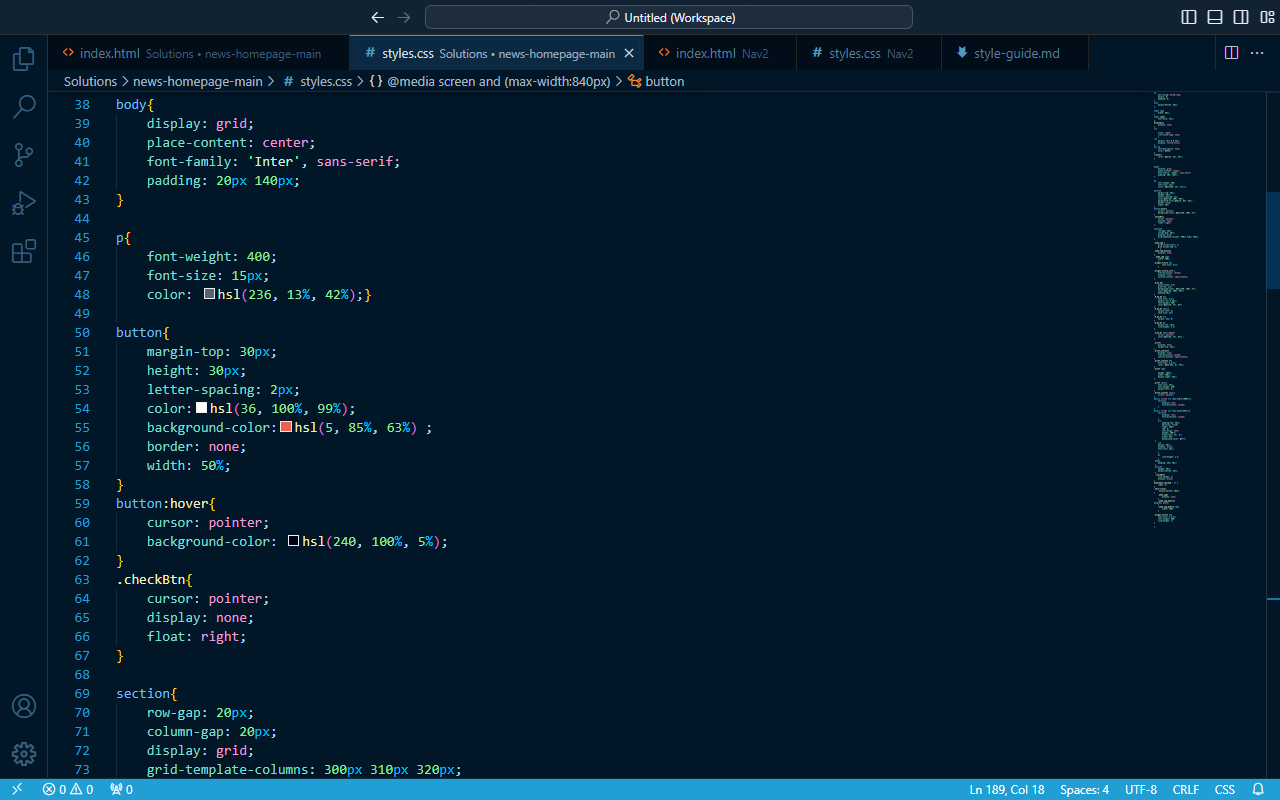 Untitled (Workspace)
index.html Solutions • news-homepage-main
styles.css Solutions • news-homepage-main
index.html Nav2
styles.css Nav2
style-guide.md
Solutions > news-homepage-main > # styles.css > {} @media screen and (max-width:840px) > button
38 body{
39 display: grid;
40 place-content: center;
41 font-family: 'Inter', sans-serif;
42 padding: 20px 140px;
43 }
44
45 p{
46 font-weight: 400;
47 font-size: 15px;
48 color: hsl(236, 13%, 42%);}
49
50 button{
51 margin-top: 30px;
52 height: 30px;
53 letter-spacing: 2px;
54 color: hsl(36, 100%, 99%);
55 background-color: hsl(5, 85%, 63%) ;
56 border: none;
57 width: 50%;
58 }
59 button:hover{
60 cursor: pointer;
61 background-color: hsl(240, 100%, 5%);
62 }
63 .checkBtn{
64 cursor: pointer;
65 display: none;
66 float: right;
67 }
68
69 section{
70 row-gap: 20px;
71 column-gap: 20px;
72 display: grid;
73 grid-template-columns: 300px 310px 320px;
0 0 0 Ln 189, Col 18 Spaces: 4 UTF-8 CRLF CSS